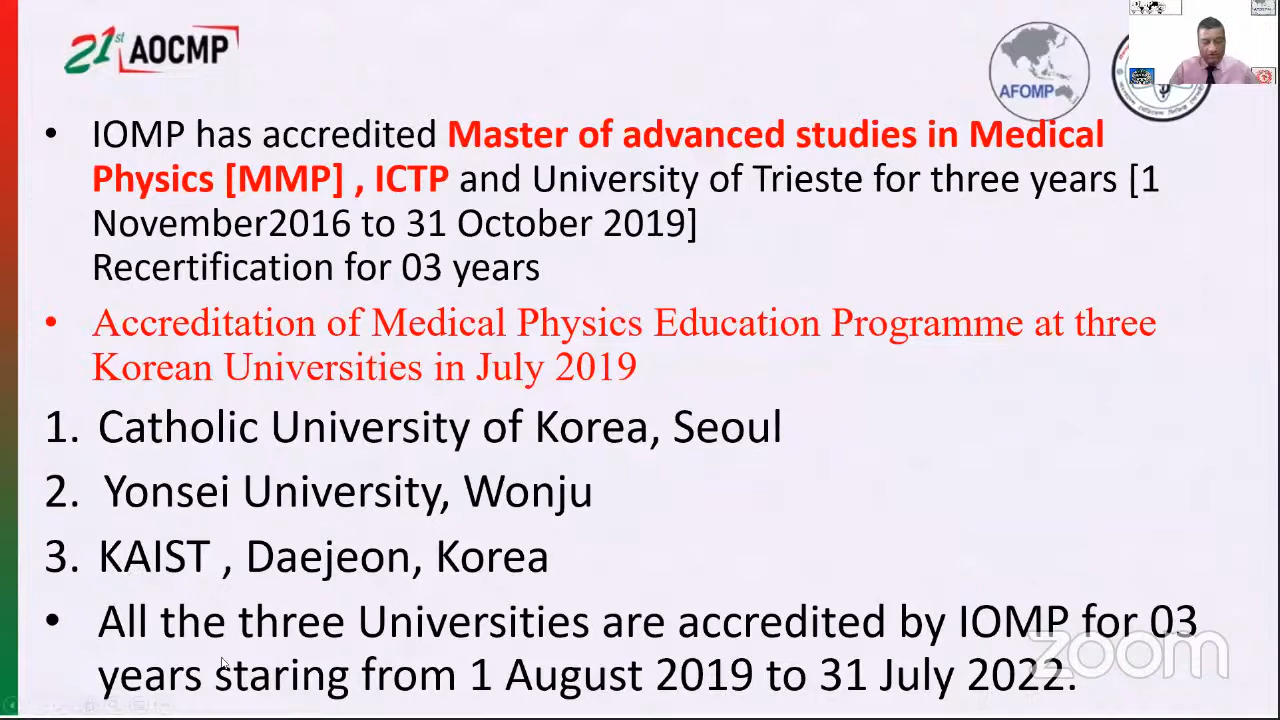 21st AOCMP
AFOMP
• IOMP has accredited Master of advanced studies in Medical
Physics [MMP] , ICTP and University of Trieste for three years [1
November2016 to 31 October 2019]
Recertification for 03 years
• Accreditation of Medical Physics Education Programme at three
Korean Universities in July 2019
1. Catholic University of Korea, Seoul
2. Yonsei University, Wonju
3. KAIST , Daejeon, Korea
• All the three Universities are accredited by IOMP for 03
years staring from 1 August 2019 to 31 July 2022.
zoom